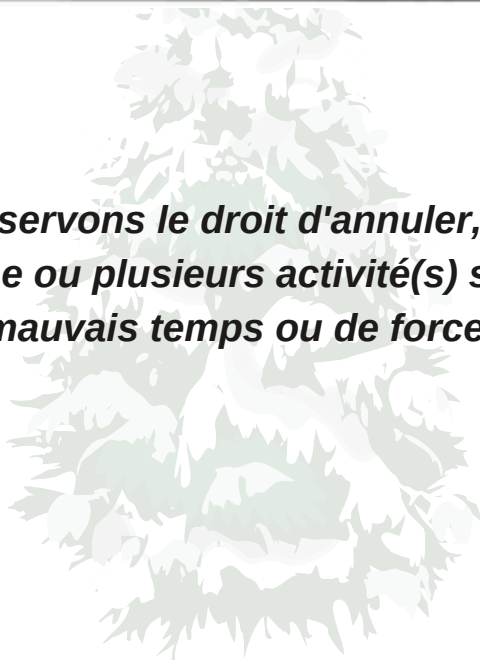 servons le droit d'annuler,
e ou plusieurs activité(s) s
mauvais temps ou de force